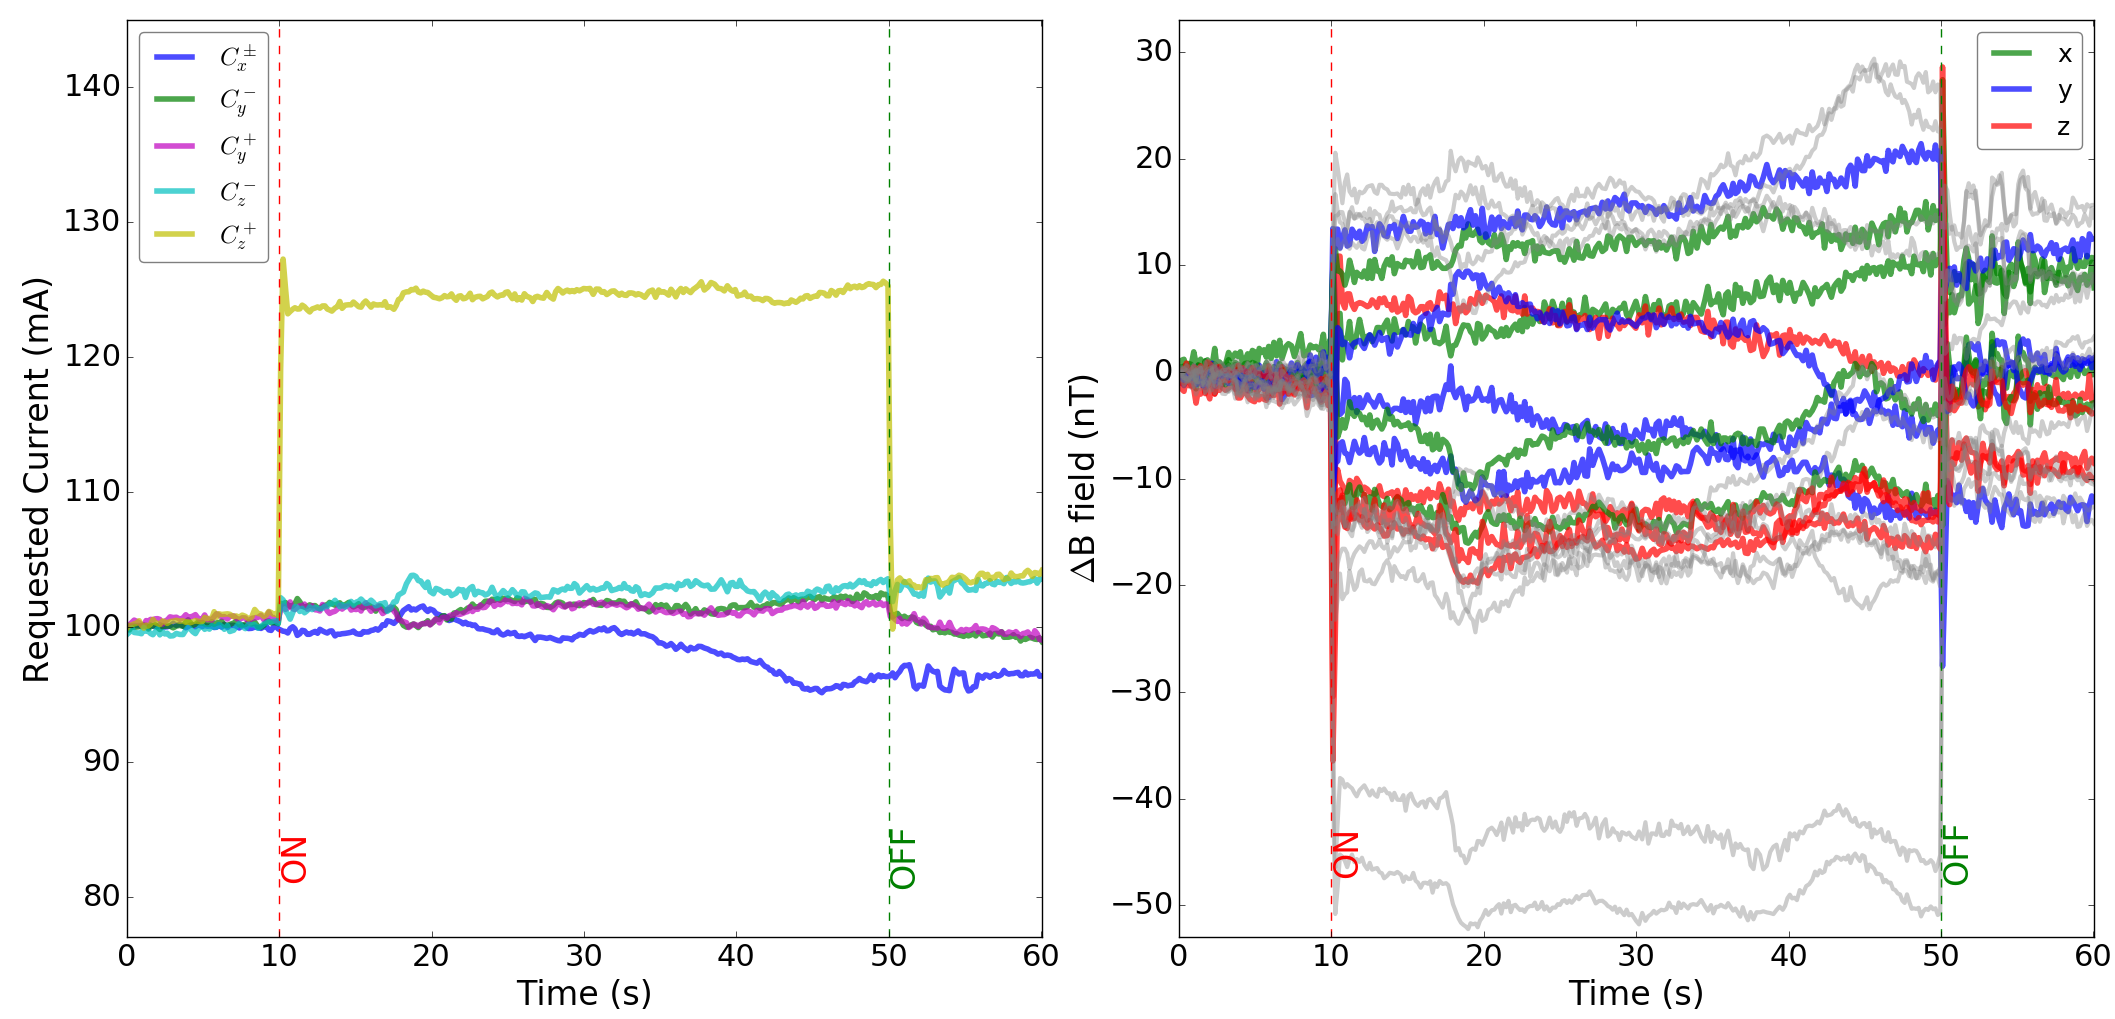 Requested Current (mA)
140
130
120
110
100
90
80
0 10 20 30 40 50 60
Time (s)
$C_x^{\pm}$
$C_y^{-}$
$C_y^{+}$
$C_z^{-}$
$C_z^{+}$
ON
OFF
ΔB field (nT)
30
20
10
0
−10
−20
−30
−40
−50
0 10 20 30 40 50 60
Time (s)
x
y
z
ON
OFF